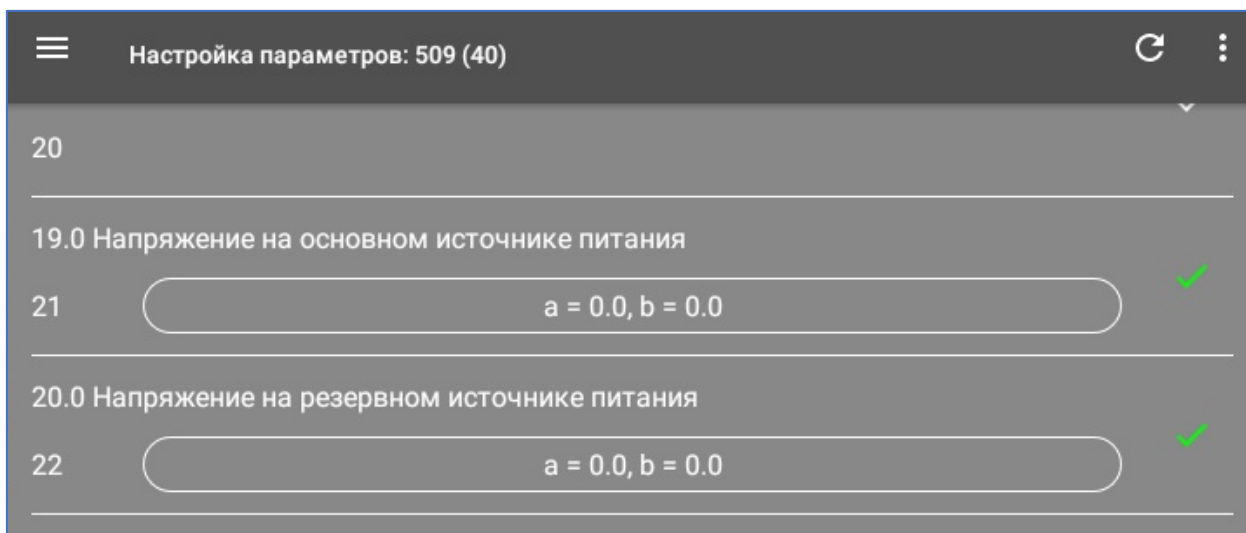 Настройка параметров: 509 (40)
20
19.0 Напряжение на основном источнике питания
21 a = 0.0, b = 0.0
20.0 Напряжение на резервном источнике питания
22 a = 0.0, b = 0.0